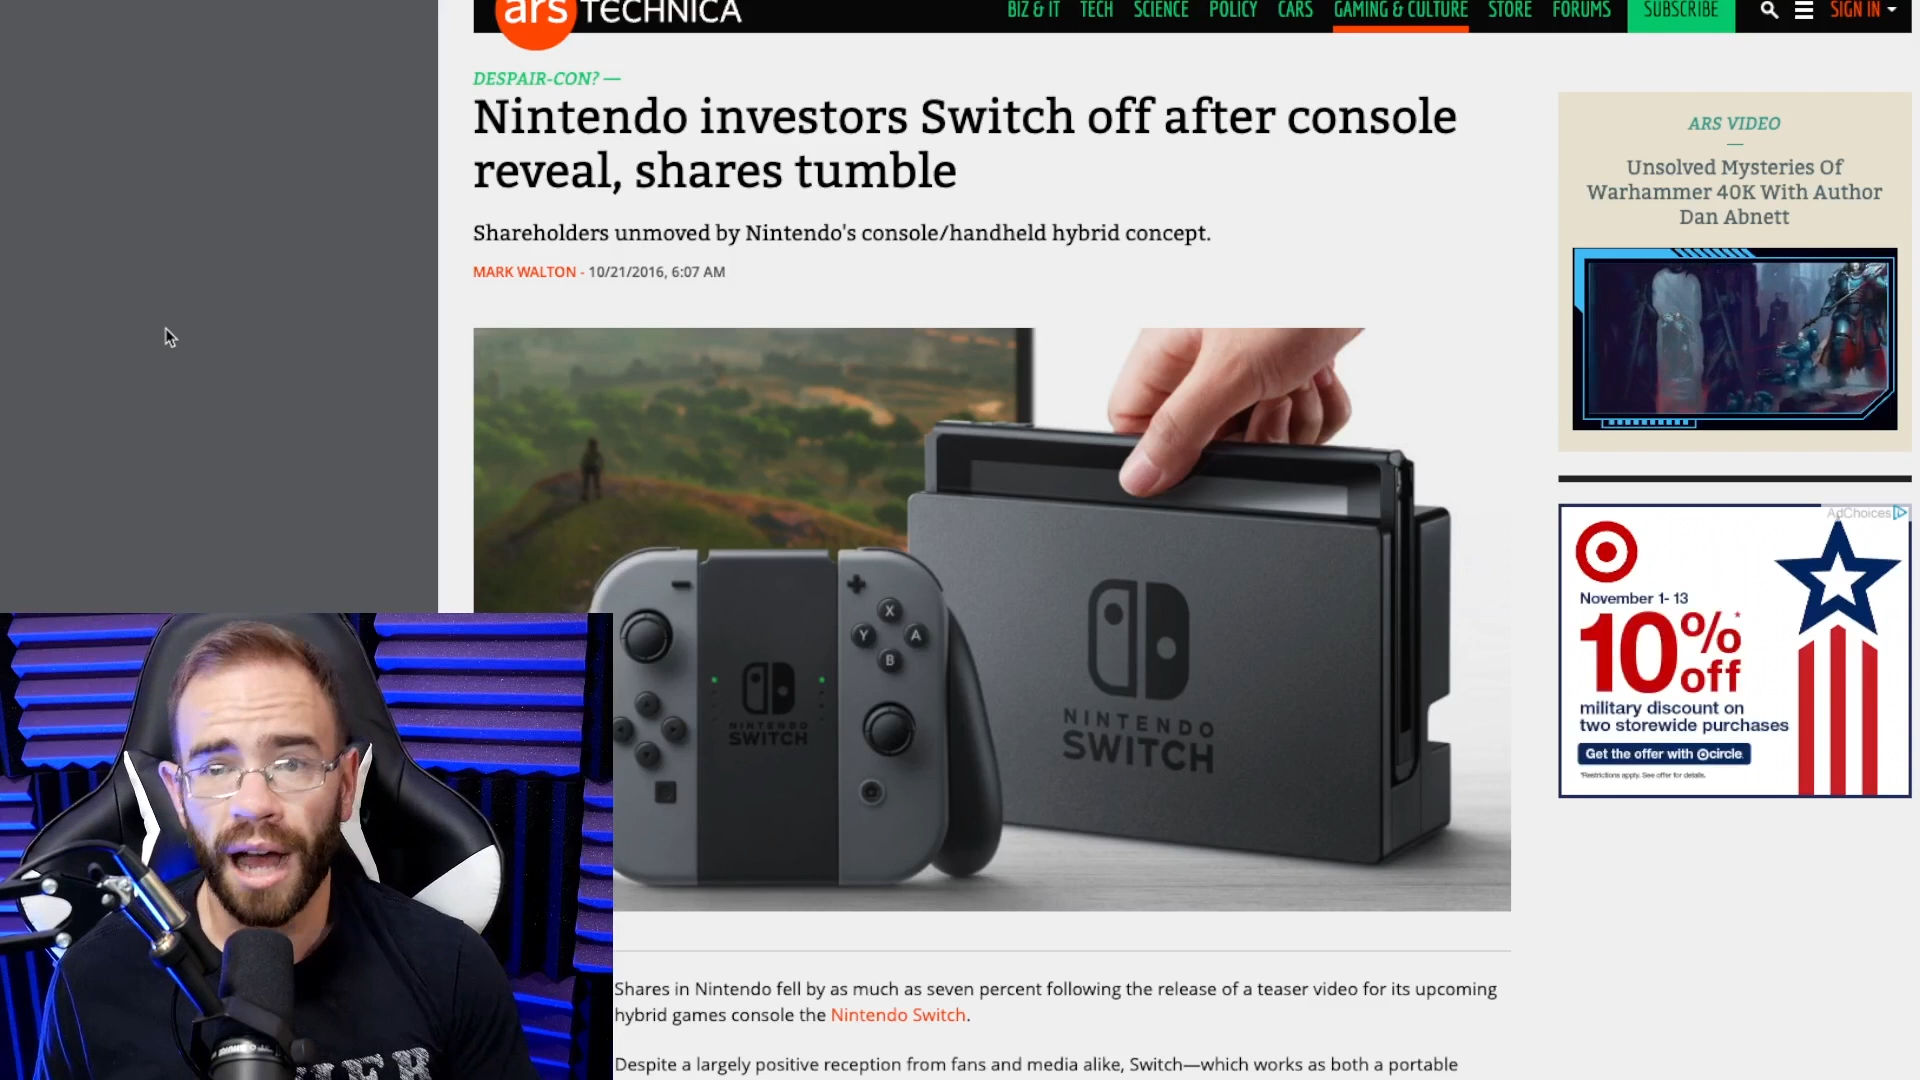 ars TECHNICA
BIZ & IT TECH SCIENCE POLICY CARS GAMING & CULTURE STORE FORUMS SUBSCRIBE SIGN IN
DESPAIR-CON? —
Nintendo investors Switch off after console
reveal, shares tumble
Shareholders unmoved by Nintendo's console/handheld hybrid concept.
MARK WALTON - 10/21/2016, 6:07 AM
ARS VIDEO
Unsolved Mysteries Of
Warhammer 40K With Author
Dan Abnett
X
Y A
B
NINTENDO
SWITCH
NINTENDO
SWITCH
AdChoices
November 1- 13
10%*
off
military discount on
two storewide purchases
Get the offer with circle
*Restrictions apply. See offer for details.
Shares in Nintendo fell by as much as seven percent following the release of a teaser video for its upcoming
hybrid games console the Nintendo Switch.
Despite a largely positive reception from fans and media alike, Switch—which works as both a portable